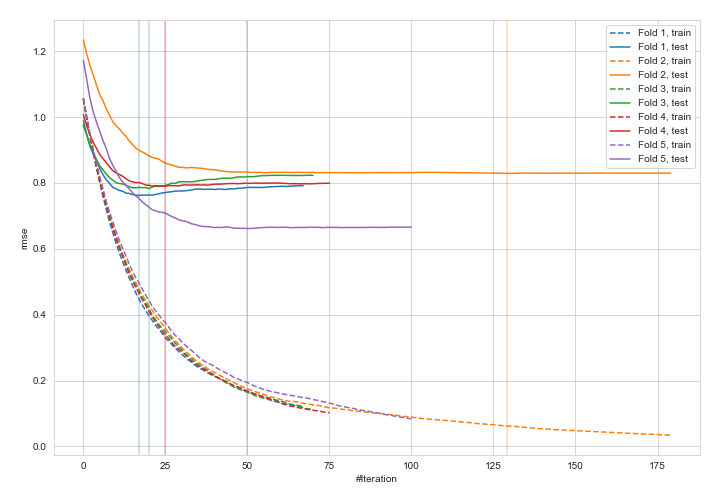 Fold 1, train
Fold 1, test
Fold 2, train
Fold 2, test
Fold 3, train
Fold 3, test
Fold 4, train
Fold 4, test
Fold 5, train
Fold 5, test
1.2
1.0
0.8
0.6
0.4
0.2
0.0
rmse
0 25 50 75 100 125 150 175
#Iteration